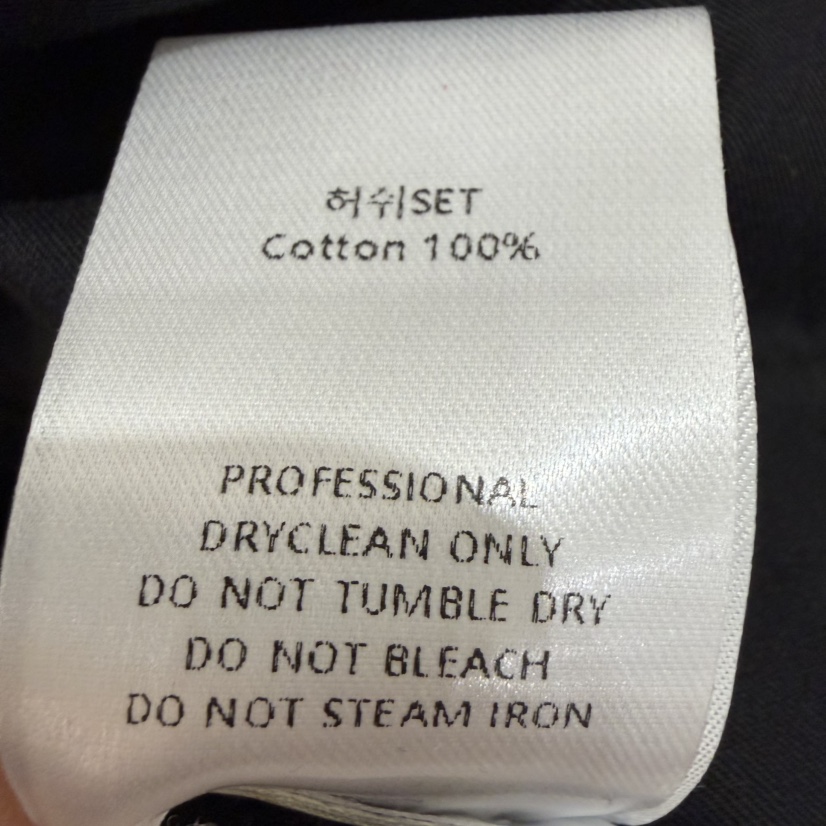 허쉬SET
Cotton 100%
PROFESSIONAL
DRYCLEAN ONLY
DO NOT TUMBLE DRY
DO NOT BLEACH
DO NOT STEAM IRON